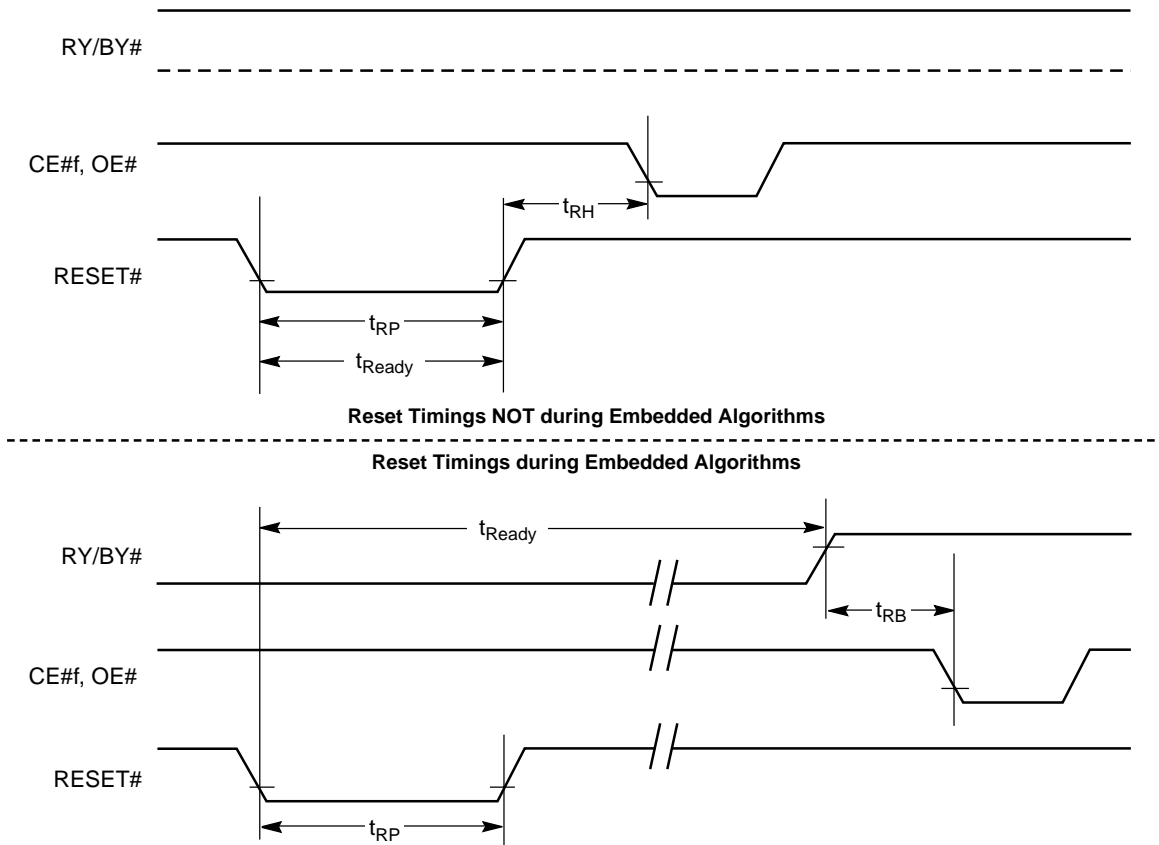 RY/BY#
CE#f, OE#
tRH
RESET#
tRP
tReady
Reset Timings NOT during Embedded Algorithms
Reset Timings during Embedded Algorithms
tReady
RY/BY#
tRB
CE#f, OE#
RESET#
tRP